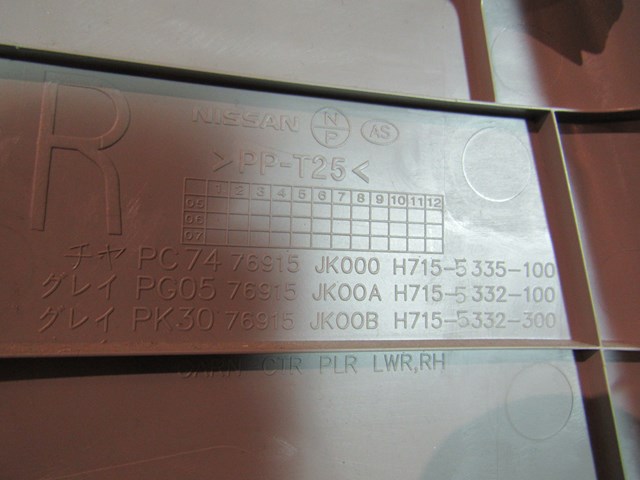 R
NISSAN N P AS
>PP-T25<
1 2 3 4 5 6 7 8 9 10 11 12
05
06
07
チャ PC74 76915 JK000 H715-5335-100
グレイ PG05 76915 JK00A H715-5332-100
グレイ PK30 76915 JK00B H715-5332-300
CTR PLR LWR,RH